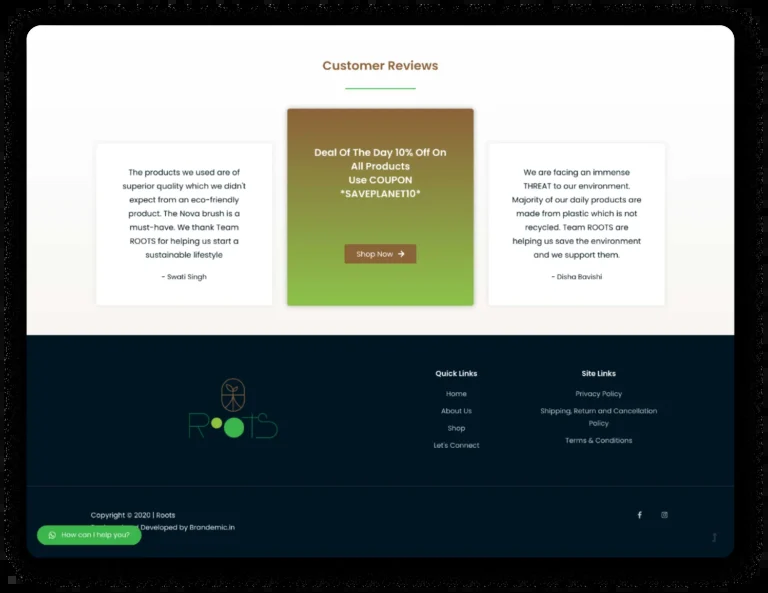 Customer Reviews
The products we used are of
superior quality which we didn't
expect from an eco-friendly
product. The Nova brush is a
must-have. We thank Team
ROOTS for helping us start a
sustainable lifestyle
- Swati Singh
Deal Of The Day 10% Off On
All Products
Use COUPON
*SAVEPLANET10*
Shop Now
We are facing an immense
THREAT to our environment.
Majority of our daily products are
made from plastic which is not
recycled. Team ROOTS are
helping us save the environment
and we support them.
- Disha Bavishi
ROOTS
Quick Links
Home
About Us
Shop
Let's Connect
Site Links
Privacy Policy
Shipping, Return and Cancellation
Policy
Terms & Conditions
Copyright © 2020 | Roots
Developed by Brandemic.in
How can I help you?